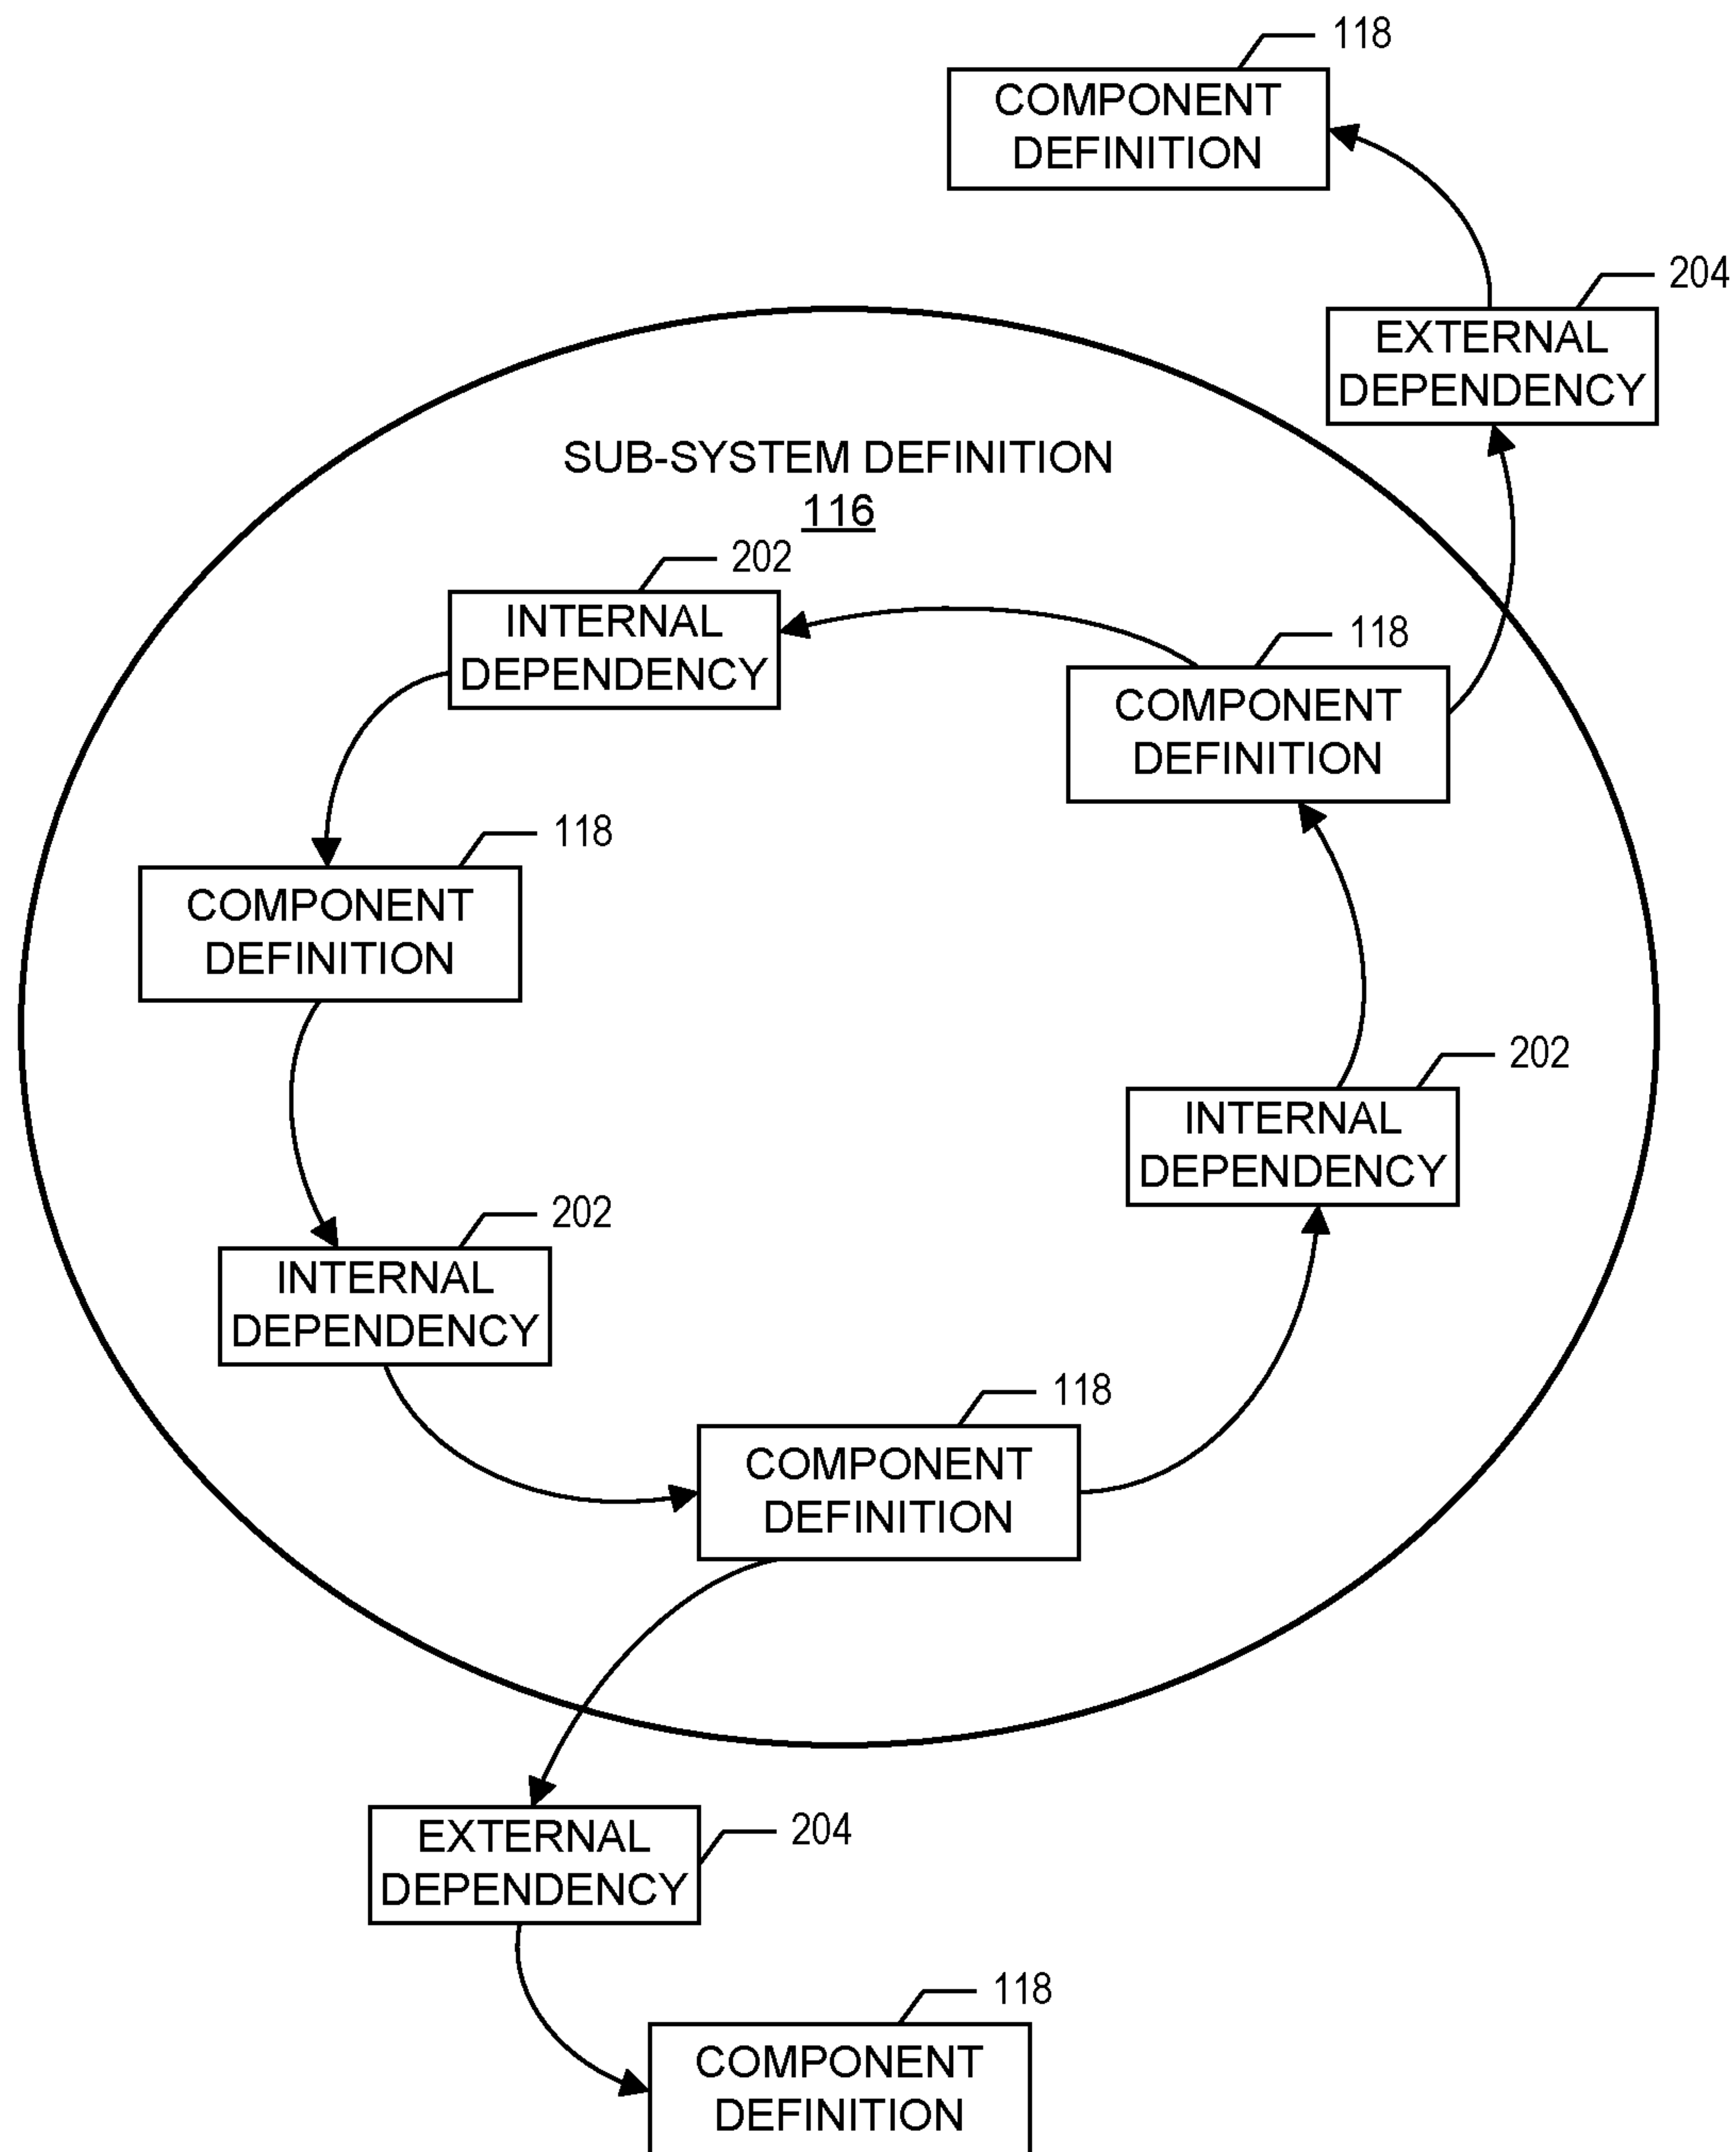 118
COMPONENT
DEFINITION
204
EXTERNAL
DEPENDENCY
SUB-SYSTEM DEFINITION
116
202
INTERNAL
DEPENDENCY
118
COMPONENT
DEFINITION
118
COMPONENT
DEFINITION
202
INTERNAL
DEPENDENCY
202
INTERNAL
DEPENDENCY
118
COMPONENT
DEFINITION
204
EXTERNAL
DEPENDENCY
118
COMPONENT
DEFINITION